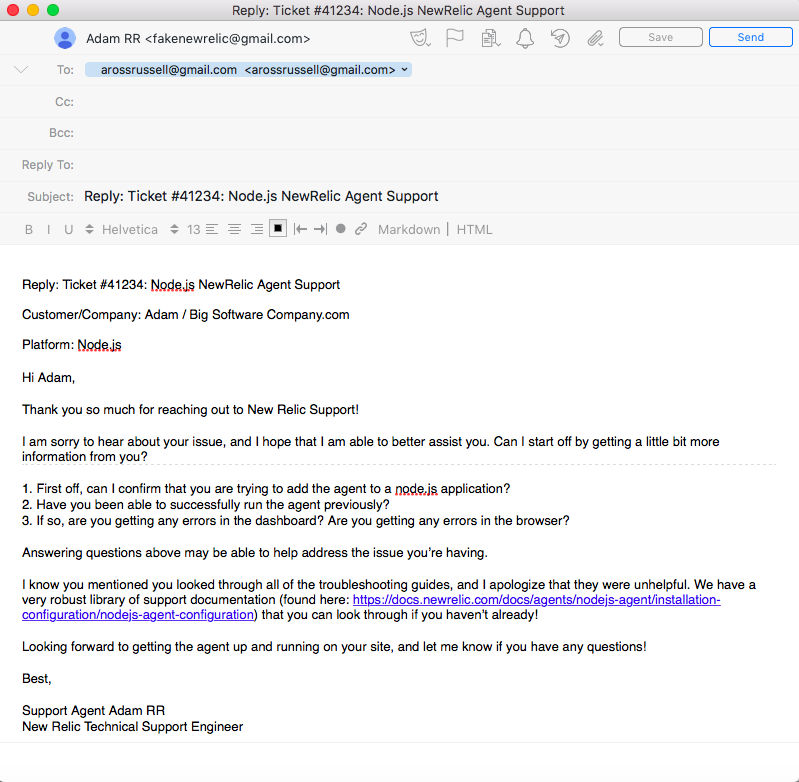 Reply: Ticket #41234: Node.js NewRelic Agent Support
Adam RR <fakenewrelic@gmail.com>
Save
Send
To: arossrussell@gmail.com <arossrussell@gmail.com>
Cc:
Bcc:
Reply To:
Subject: Reply: Ticket #41234: Node.js NewRelic Agent Support
B I U Helvetica 13 Markdown | HTML
Reply: Ticket #41234: Node.js NewRelic Agent Support
Customer/Company: Adam / Big Software Company.com
Platform: Node.js
Hi Adam,
Thank you so much for reaching out to New Relic Support!
I am sorry to hear about your issue, and I hope that I am able to better assist you. Can I start off by getting a little bit more
information from you?
1. First off, can I confirm that you are trying to add the agent to a node.js application?
2. Have you been able to successfully run the agent previously?
3. If so, are you getting any errors in the dashboard? Are you getting any errors in the browser?
Answering questions above may be able to help address the issue you're having.
I know you mentioned you looked through all of the troubleshooting guides, and I apologize that they were unhelpful. We have a
very robust library of support documentation (found here: https://docs.newrelic.com/docs/agents/nodejs-agent/installation-
configuration/nodejs-agent-configuration) that you can look through if you haven't already!
Looking forward to getting the agent up and running on your site, and let me know if you have any questions!
Best,
Support Agent Adam RR
New Relic Technical Support Engineer